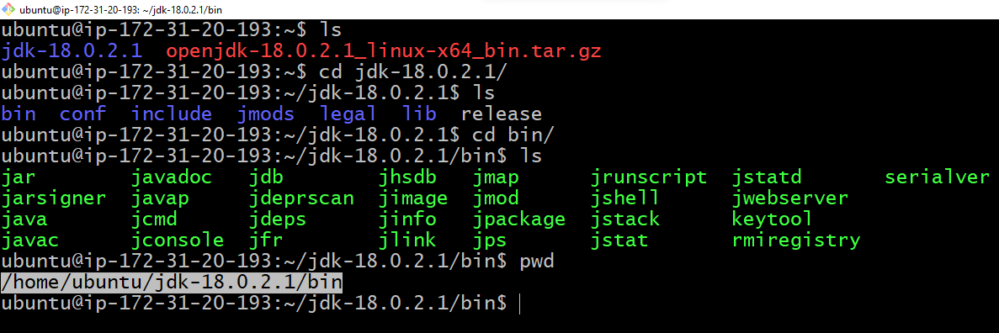 ubuntu@ip-172-31-20-193: ~/jdk-18.0.2.1/bin
ubuntu@ip-172-31-20-193:~$ ls
jdk-18.0.2.1  openjdk-18.0.2.1_linux-x64_bin.tar.gz
ubuntu@ip-172-31-20-193:~$ cd jdk-18.0.2.1/
ubuntu@ip-172-31-20-193:~/jdk-18.0.2.1$ ls
bin  conf  include  jmods  legal  lib  release
ubuntu@ip-172-31-20-193:~/jdk-18.0.2.1$ cd bin/
ubuntu@ip-172-31-20-193:~/jdk-18.0.2.1/bin$ ls
jar        javadoc   jdb         jhsdb   jmap      jrunscript  jstatd       serialver
jarsigner  javap     jdeprscan   jimage  jmod      jshell      jwebserver
java       jcmd      jdeps       jinfo   jpackage  jstack      keytool
javac      jconsole  jfr         jlink   jps       jstat       rmiregistry
ubuntu@ip-172-31-20-193:~/jdk-18.0.2.1/bin$ pwd
/home/ubuntu/jdk-18.0.2.1/bin
ubuntu@ip-172-31-20-193:~/jdk-18.0.2.1/bin$